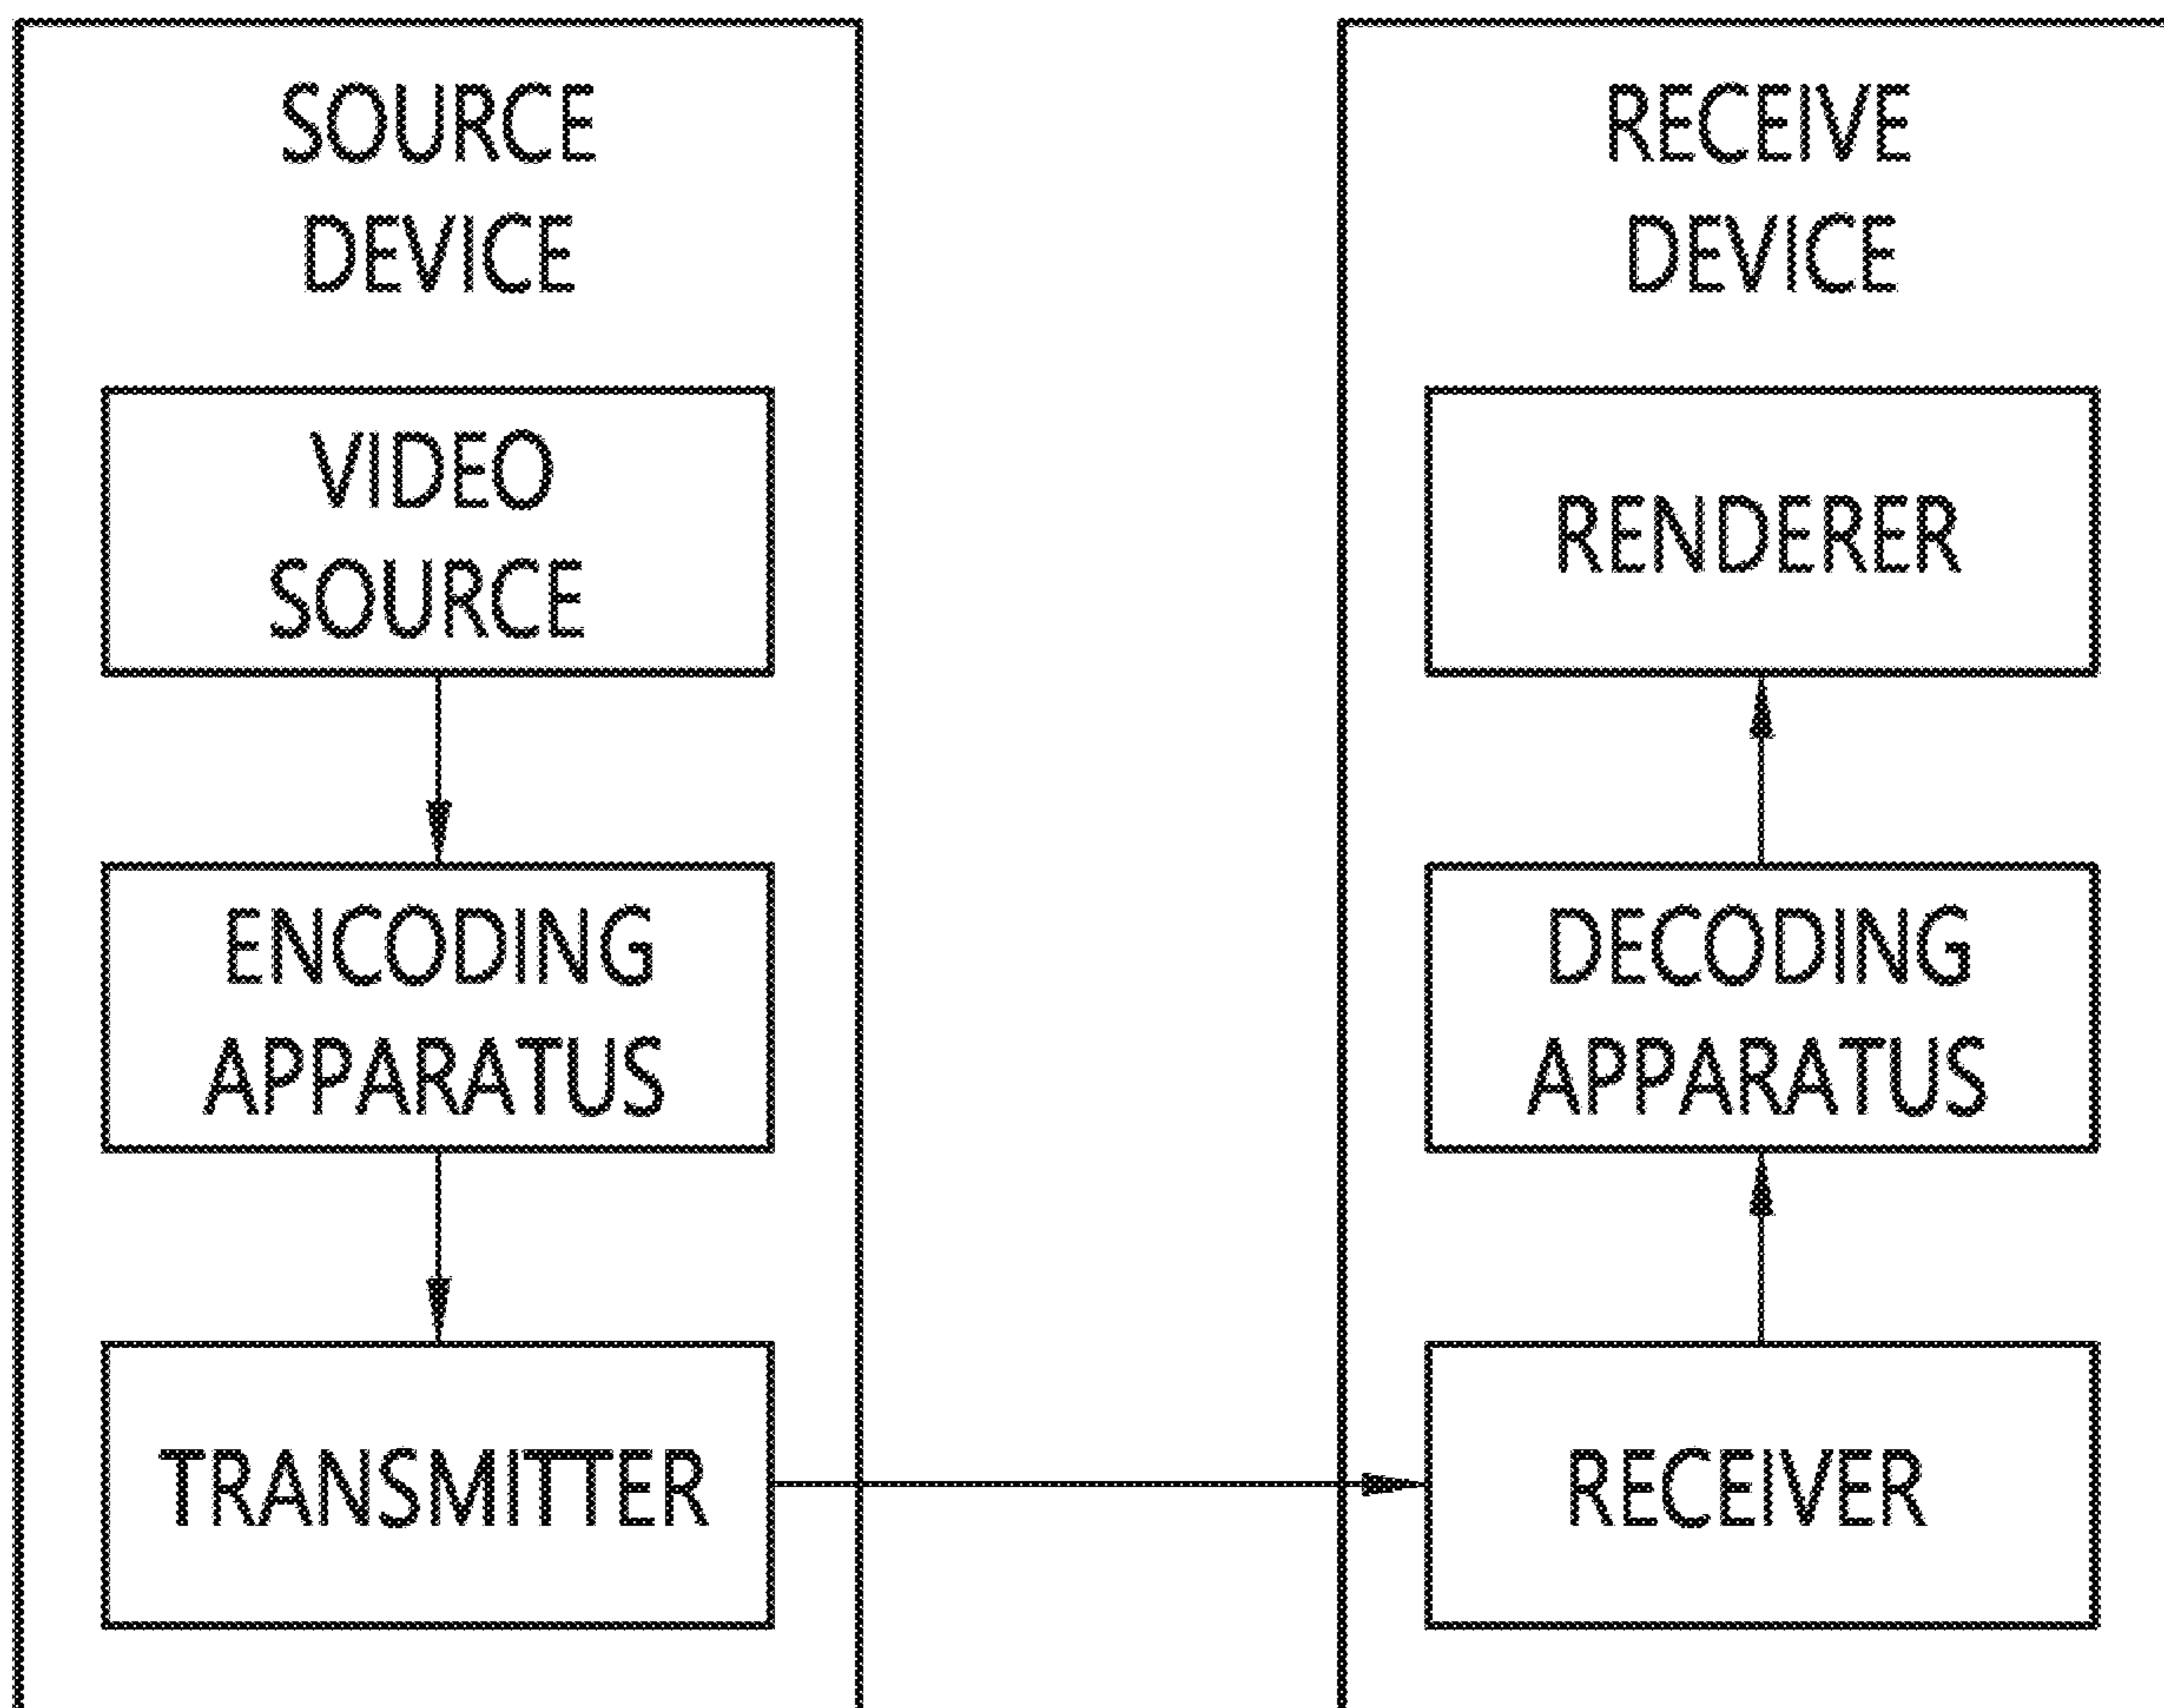 SOURCE
DEVICE
VIDEO
SOURCE
ENCODING
APPARATUS
TRANSMITTER
RECEIVE
DEVICE
RENDERER
DECODING
APPARATUS
RECEIVER